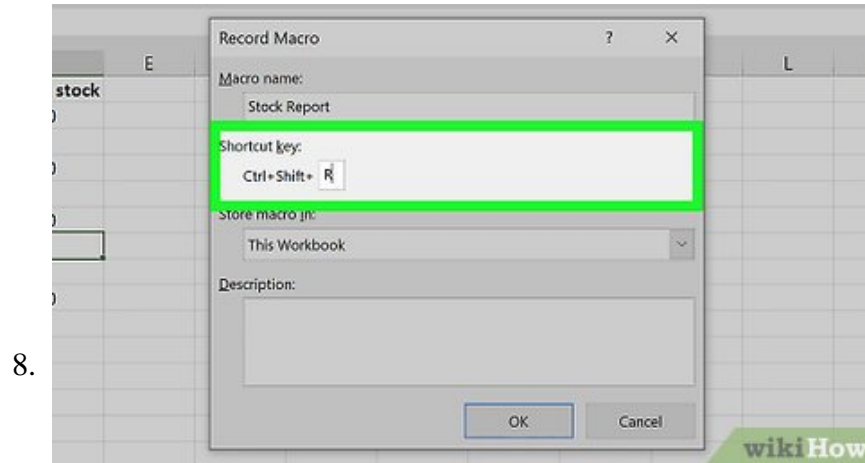 Record Macro ? ×
E L
Macro name:
stock
Stock Report
Shortcut key:
Ctrl+Shift+ R
Store macro in:
This Workbook
Description:
8.
OK Cancel
wikiHow